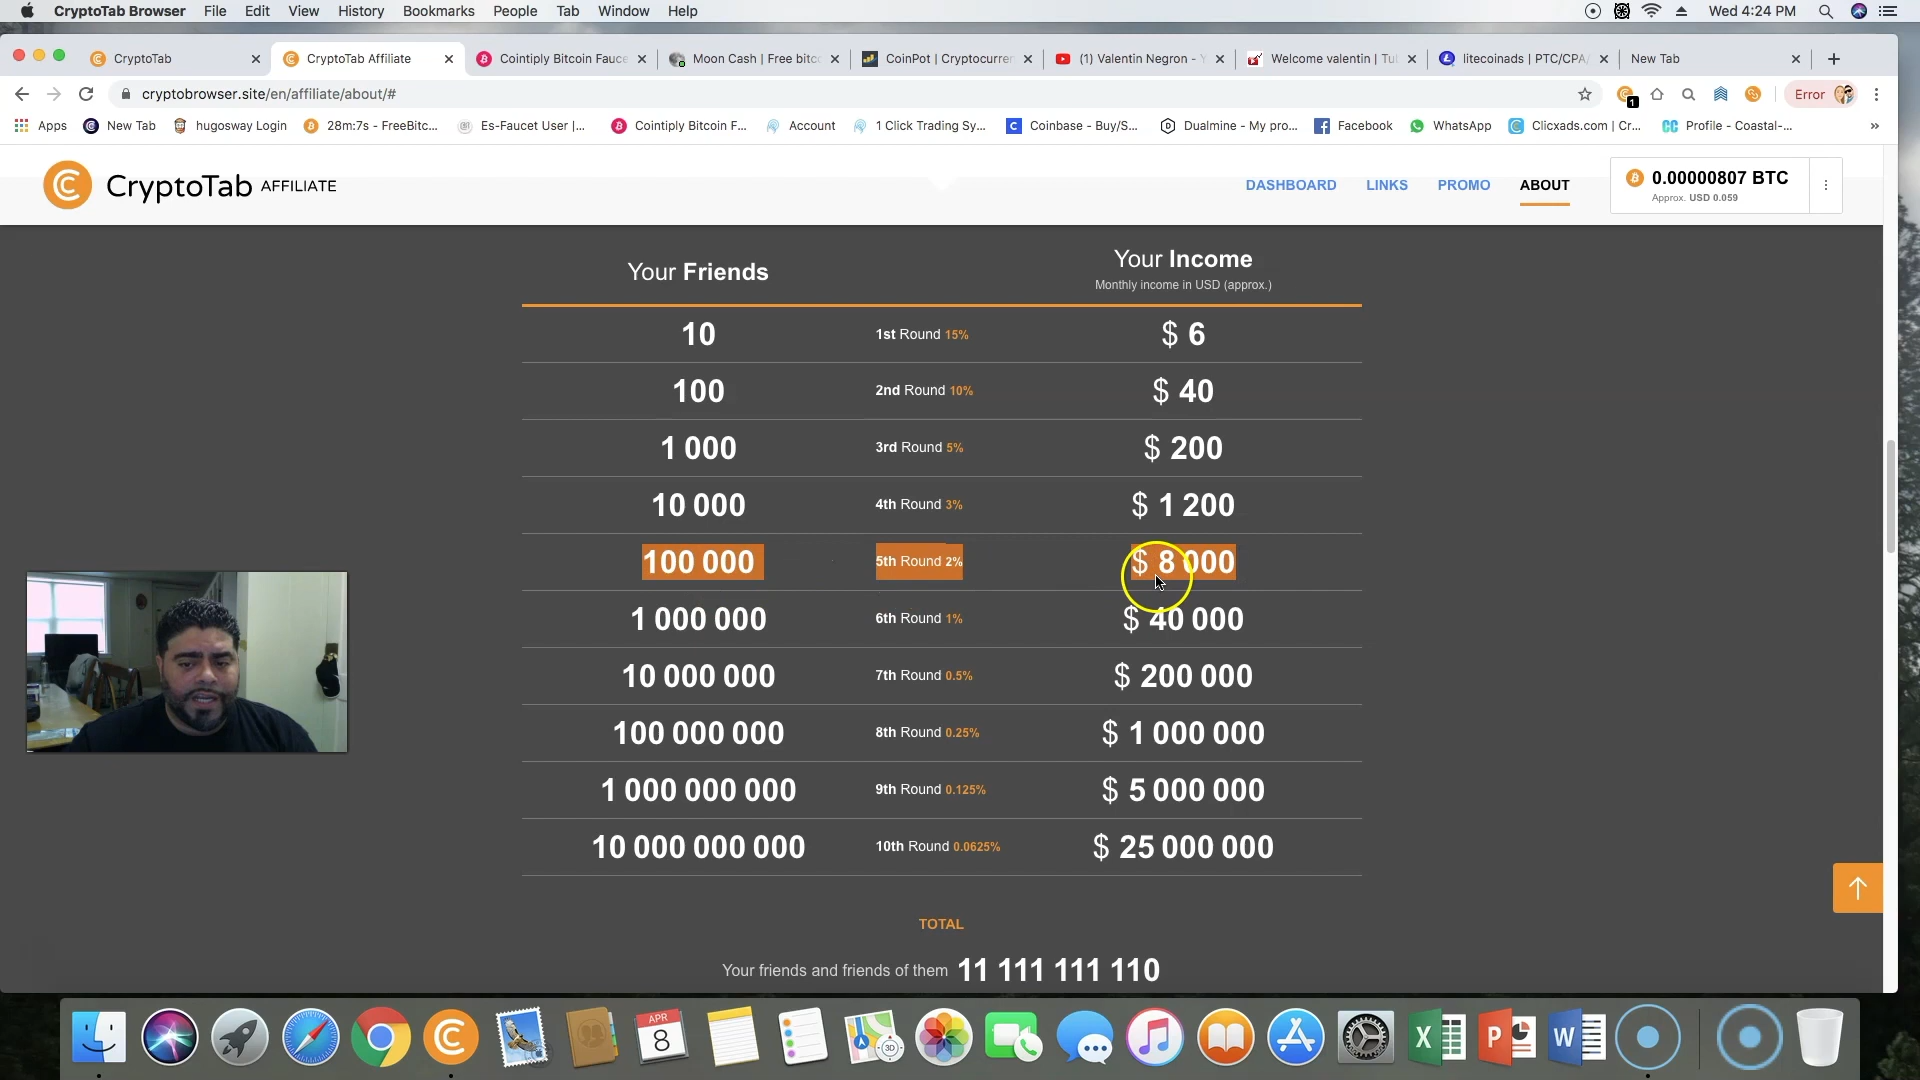 CryptoTab Browser File Edit View History Bookmarks People Tab Window Help Wed 4:24 PM
CryptoTab CryptoTab Affiliate Cointiply Bitcoin Fauce Moon Cash | Free bitc CoinPot | Cryptocurren (1) Valentin Negron - Y Welcome valentin | Tu litecoinads | PTC/CPA/ New Tab
cryptobrowser.site/en/affiliate/about/# 1 Error
Apps New Tab hugosway Login 28m:7s - FreeBitc... Es-Faucet User |... Cointiply Bitcoin F... Account 1 Click Trading Sy... Coinbase - Buy/S... Dualmine - My pro... Facebook WhatsApp Clicxads.com | Cr... Profile - Coastal-... »
CryptoTab AFFILIATE DASHBOARD LINKS PROMO ABOUT 0.00000807 BTC
Approx. USD 0.059
Your Friends Your Income
Monthly income in USD (approx.)
10 1st Round 15% $ 6
100 2nd Round 10% $ 40
1 000 3rd Round 5% $ 200
10 000 4th Round 3% $ 1 200
100 000 5th Round 2% $ 8 000
1 000 000 6th Round 1% $ 40 000
10 000 000 7th Round 0.5% $ 200 000
100 000 000 8th Round 0.25% $ 1 000 000
1 000 000 000 9th Round 0.125% $ 5 000 000
10 000 000 000 10th Round 0.0625% $ 25 000 000
TOTAL
Your friends and friends of them 11 111 111 110
APR
8
3D